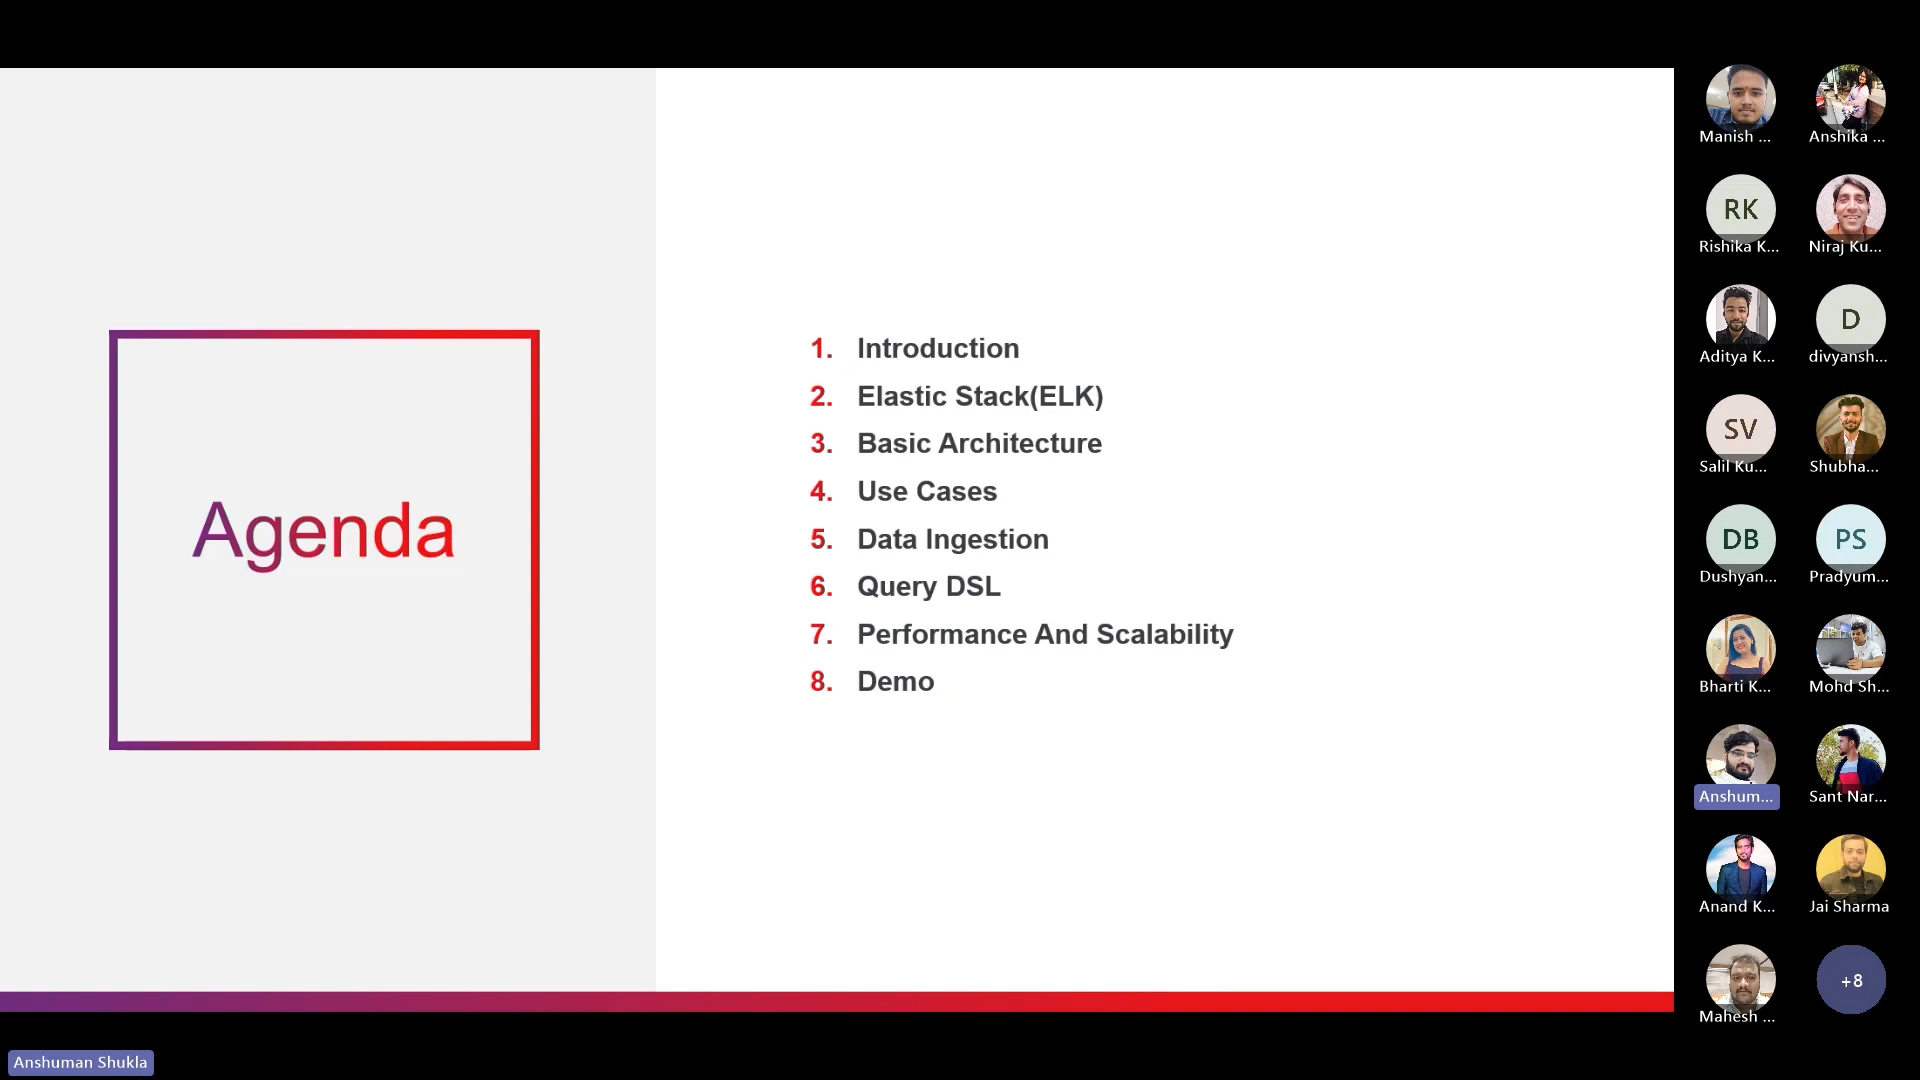 Agenda
1. Introduction
2. Elastic Stack(ELK)
3. Basic Architecture
4. Use Cases
5. Data Ingestion
6. Query DSL
7. Performance And Scalability
8. Demo
Manish ...
Anshika ...
RK
Rishika K...
Niraj Ku...
Aditya K...
D
divyansh...
SV
Salil Ku...
Shubha...
DB
Dushyan...
PS
Pradyum...
Bharti K...
Mohd Sh...
Anshum...
Sant Nar...
Anand K...
Jai Sharma
Mahesh ...
+8
Anshuman Shukla